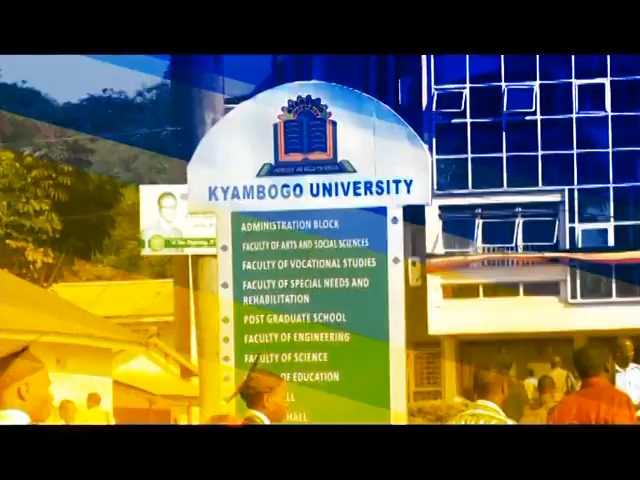 KYAMBOGO UNIVERSITY
ADMINISTRATION BLOCK
FACULTY OF ARTS AND SOCIAL SCIENCES
FACULTY OF VOCATIONAL STUDIES
FACULTY OF SPECIAL NEEDS AND
REHABILITATION
POST GRADUATE SCHOOL
FACULTY OF ENGINEERING
FACULTY OF SCIENCE
OF EDUCATION
HALL